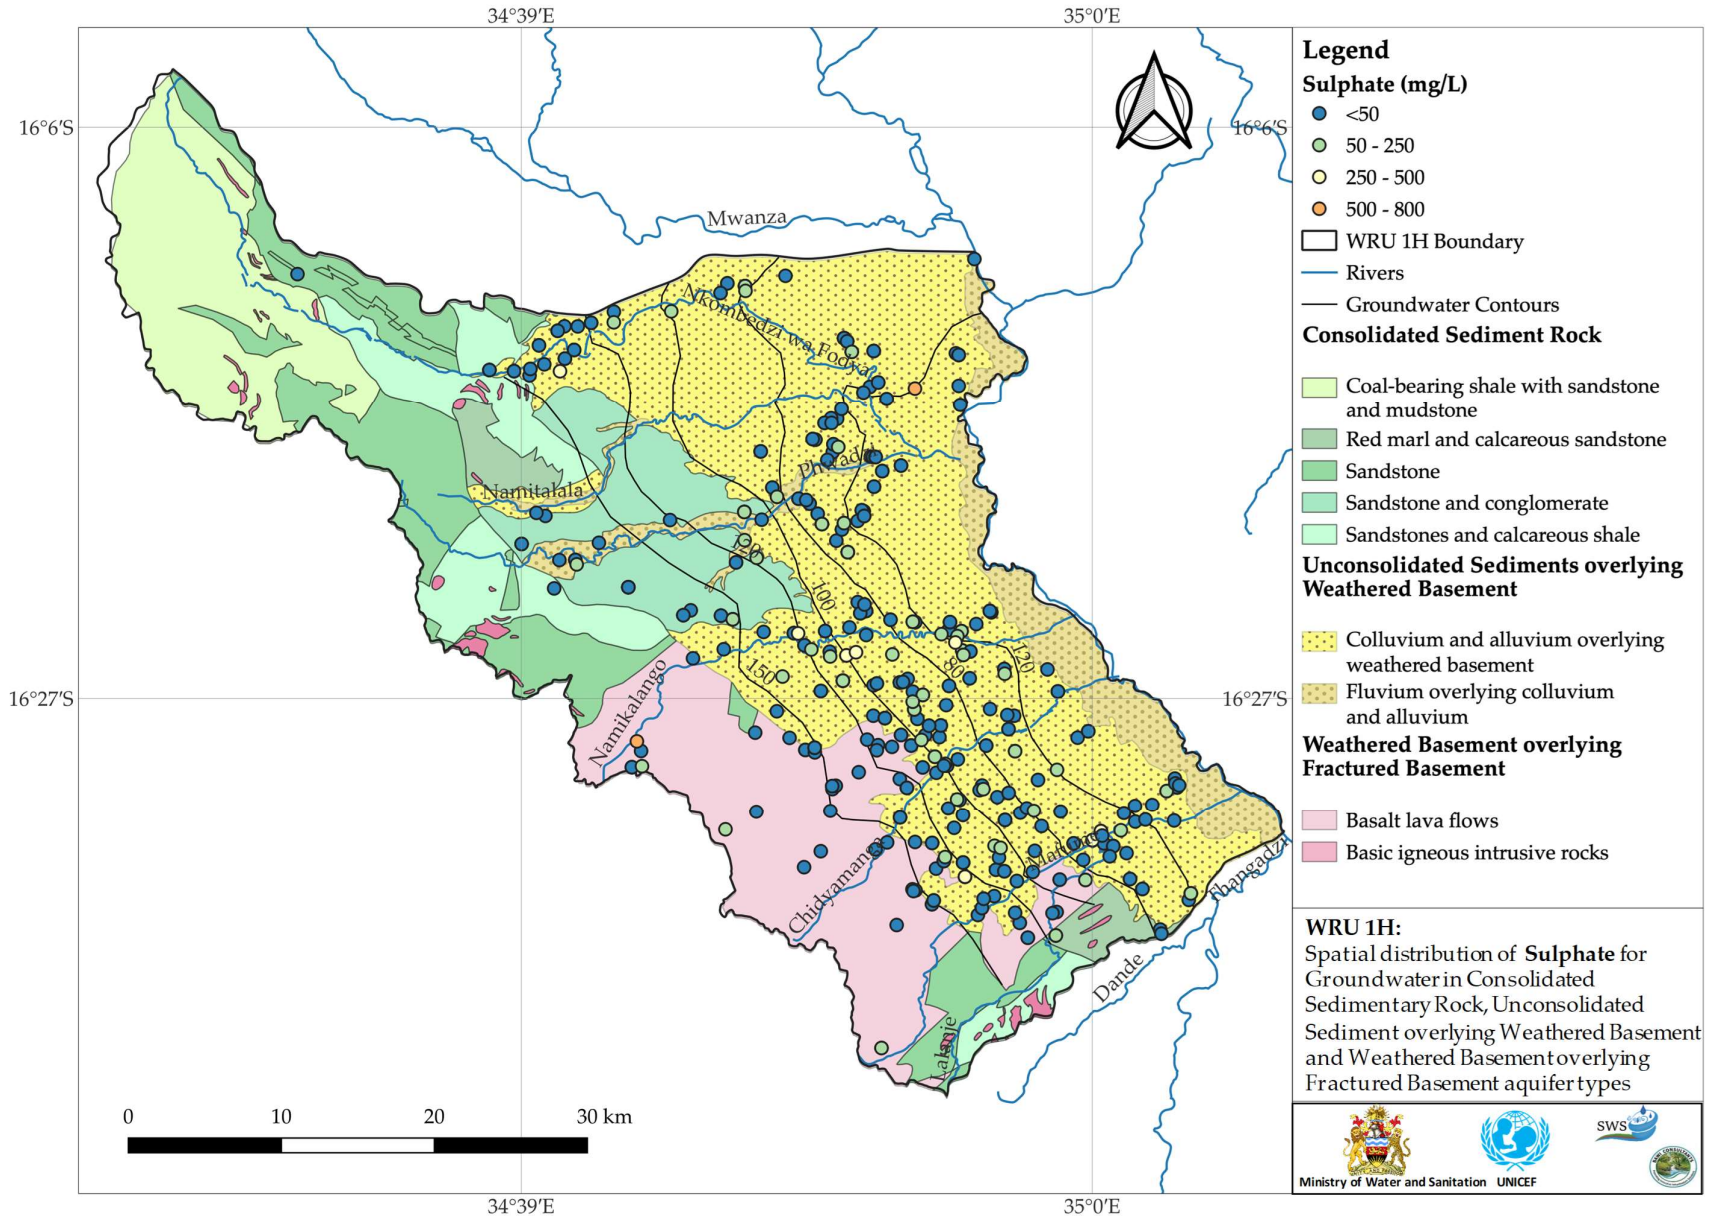 34°39′E
35°0′E
16°6′S
16°6′S
Mwanza
Nkombedzi wa Fodya
Phwadzi
Namitalala
120
100
80
120
150
Namikalango
16°27′S
16°27′S
Chidyamanga
Mafume
Thangadzi
Dande
Lalanje
0 10 20 30 km
34°39′E
35°0′E
Legend
Sulphate (mg/L)
<50
50 - 250
250 - 500
500 - 800
WRU 1H Boundary
Rivers
Groundwater Contours
Consolidated Sediment Rock
Coal-bearing shale with sandstone
and mudstone
Red marl and calcareous sandstone
Sandstone
Sandstone and conglomerate
Sandstones and calcareous shale
Unconsolidated Sediments overlying
Weathered Basement
Colluvium and alluvium overlying
weathered basement
Fluvium overlying colluvium
and alluvium
Weathered Basement overlying
Fractured Basement
Basalt lava flows
Basic igneous intrusive rocks
WRU 1H:
Spatial distribution of Sulphate for
Groundwater in Consolidated
Sedimentary Rock, Unconsolidated
Sediment overlying Weathered Basement
and Weathered Basement overlying
Fractured Basement aquifer types
Ministry of Water and Sanitation
UNICEF
SWS